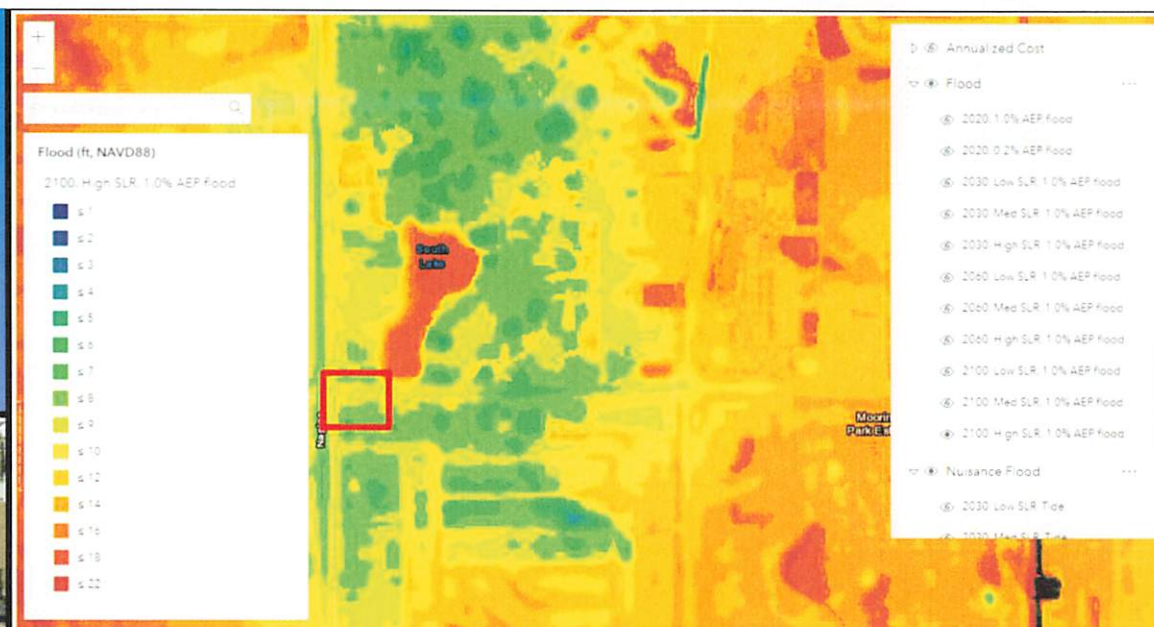 +
−
Flood (ft, NAVD88)
2100: High SLR: 1.0% AEP flood
≤ 1
≤ 2
≤ 3
≤ 4
≤ 5
≤ 6
≤ 7
≤ 8
≤ 9
≤ 10
≤ 12
≤ 14
≤ 16
≤ 18
≤ 22
South
Lake
Moorin
Park Es
Annualized Cost
Flood
...
2020: 1.0% AEP flood
2020: 0.2% AEP flood
2030: Low SLR: 1.0% AEP flood
2030: Med SLR: 1.0% AEP flood
2030: High SLR: 1.0% AEP flood
2060: Low SLR: 1.0% AEP flood
2060: Med SLR: 1.0% AEP flood
2060: High SLR: 1.0% AEP flood
2100: Low SLR: 1.0% AEP flood
2100: Med SLR: 1.0% AEP flood
2100: High SLR: 1.0% AEP flood
Nuisance Flood
...
2030: Low SLR: Tide
2030: Med SLR: Tide